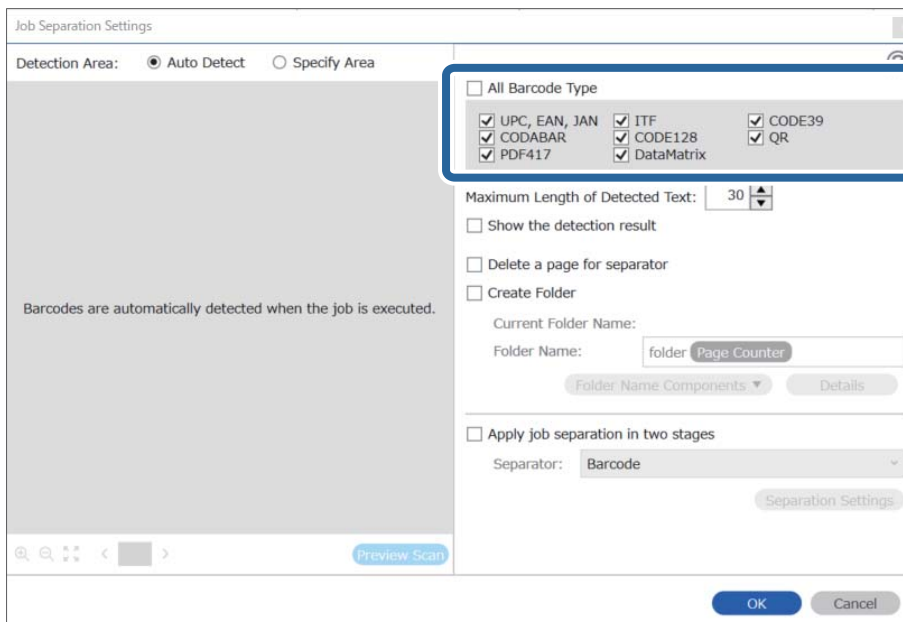 Job Separation Settings
Detection Area: Auto Detect Specify Area
Barcodes are automatically detected when the job is executed.
Preview Scan
All Barcode Type
UPC, EAN, JAN ITF CODE39
CODABAR CODE128 QR
PDF417 DataMatrix
Maximum Length of Detected Text: 30
Show the detection result
Delete a page for separator
Create Folder
Current Folder Name:
Folder Name: folder Page Counter
Folder Name Components Details
Apply job separation in two stages
Separator: Barcode
Separation Settings
OK Cancel